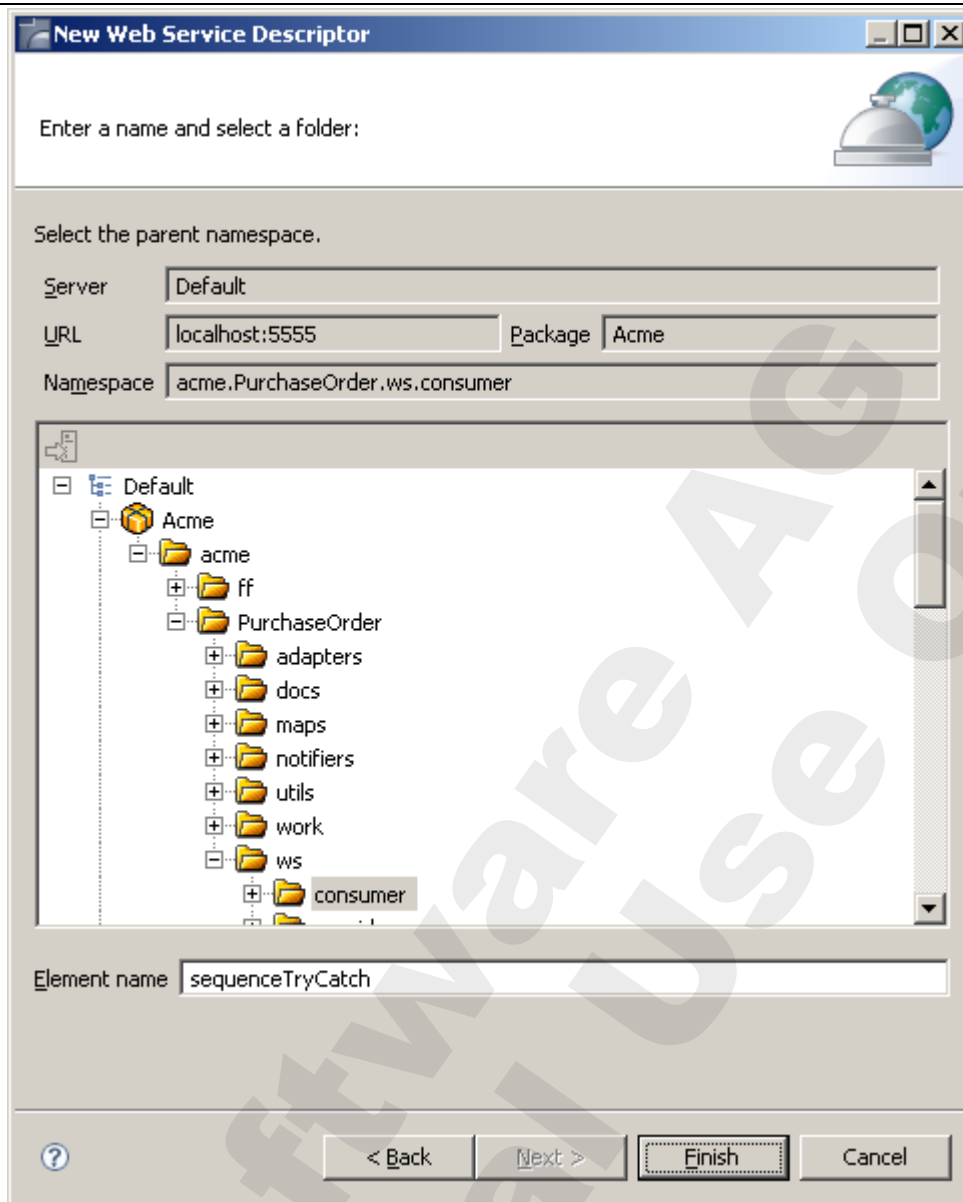 New Web Service Descriptor
Enter a name and select a folder:
Select the parent namespace.
Server Default
URL localhost:5555 Package Acme
Namespace acme.PurchaseOrder.ws.consumer
Default
Acme
acme
ff
PurchaseOrder
adapters
docs
maps
notifiers
utils
work
ws
consumer
Element name sequenceTryCatch
< Back Next > Finish Cancel